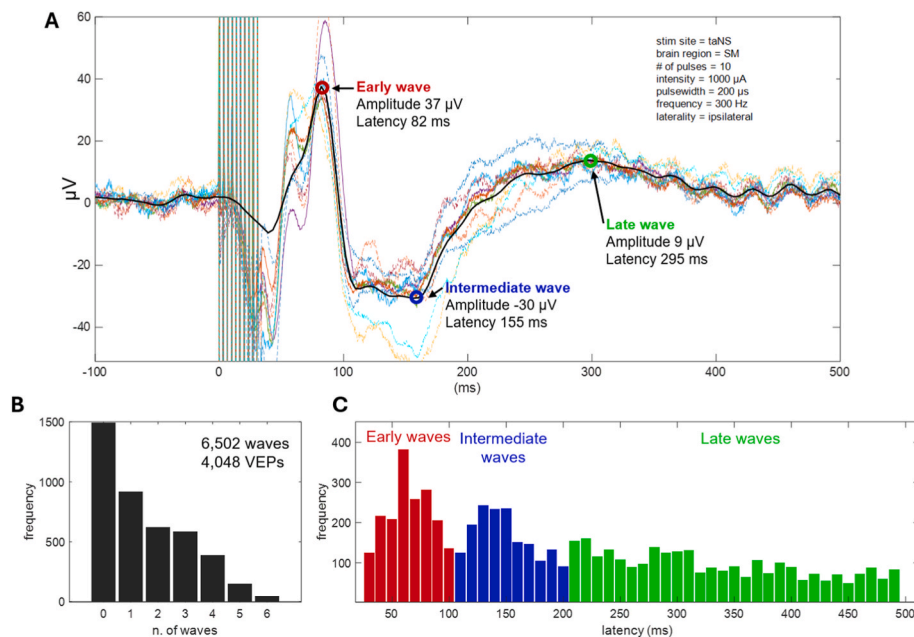 A
60
40
20
0
-20
-40
µV
-100
0
100
200
300
400
500
(ms)
stim site = taNS
brain region = SM
# of pulses = 10
intensity = 1000 µA
pulsewidth = 200 µs
frequency = 300 Hz
laterality = ipsilateral
Early wave
Amplitude 37 µV
Latency 82 ms
Late wave
Amplitude 9 µV
Latency 295 ms
Intermediate wave
Amplitude -30 µV
Latency 155 ms
B
1500
1000
500
0
frequency
6,502 waves
4,048 VEPs
0 1 2 3 4 5 6
n. of waves
C
400
300
200
100
frequency
Early waves
Intermediate
waves
Late waves
50 100 150 200 250 300 350 400 450 500
latency (ms)